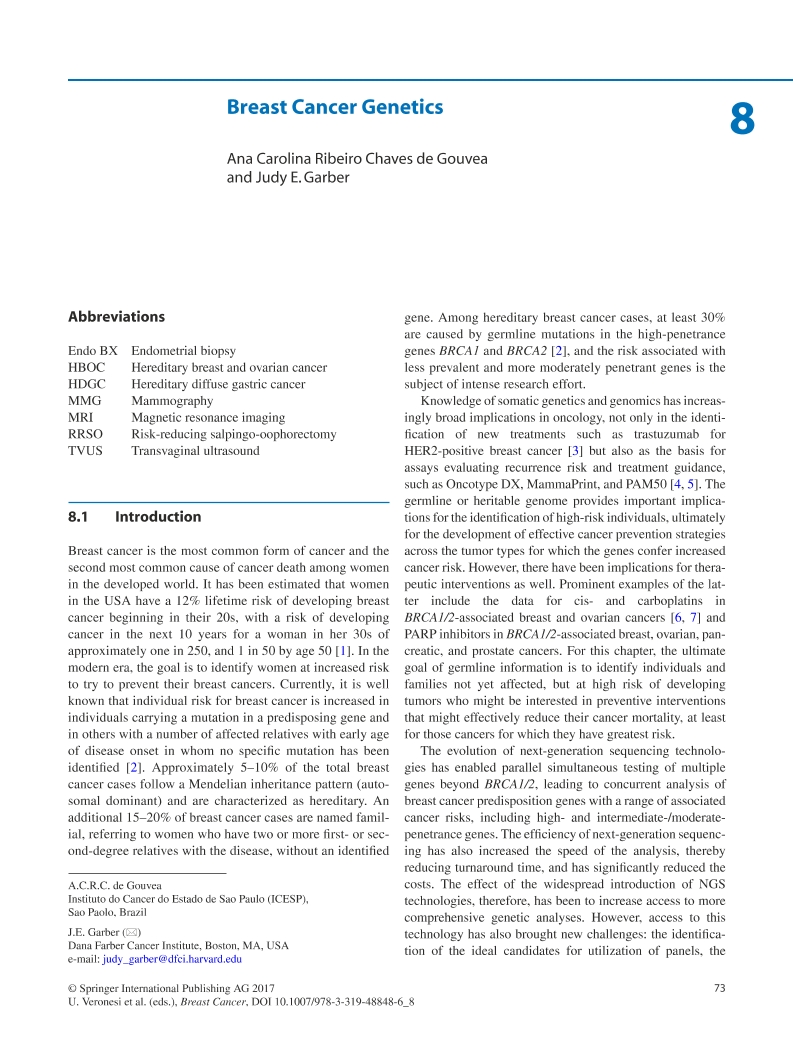 Breast Cancer Genetics
8
Ana Carolina Ribeiro Chaves de Gouvea
and Judy E. Garber
Abbreviations
Endo BX Endometrial biopsy
HBOC Hereditary breast and ovarian cancer
HDGC Hereditary diffuse gastric cancer
MMG Mammography
MRI Magnetic resonance imaging
RRSO Risk-reducing salpingo-oophorectomy
TVUS Transvaginal ultrasound
8.1 Introduction
Breast cancer is the most common form of cancer and the
second most common cause of cancer death among women
in the developed world. It has been estimated that women
in the USA have a 12% lifetime risk of developing breast
cancer beginning in their 20s, with a risk of developing
cancer in the next 10 years for a woman in her 30s of
approximately one in 250, and 1 in 50 by age 50 [1]. In the
modern era, the goal is to identify women at increased risk
to try to prevent their breast cancers. Currently, it is well
known that individual risk for breast cancer is increased in
individuals carrying a mutation in a predisposing gene and
in others with a number of affected relatives with early age
of disease onset in whom no specific mutation has been
identified [2]. Approximately 5–10% of the total breast
cancer cases follow a Mendelian inheritance pattern (auto-
somal dominant) and are characterized as hereditary. An
additional 15–20% of breast cancer cases are named famil-
ial, referring to women who have two or more first- or sec-
ond-degree relatives with the disease, without an identified
A.C.R.C. de Gouvea
Instituto do Cancer do Estado de Sao Paulo (ICESP),
Sao Paolo, Brazil
J.E. Garber (✉)
Dana Farber Cancer Institute, Boston, MA, USA
e-mail: judy_garber@dfci.harvard.edu
gene. Among hereditary breast cancer cases, at least 30%
are caused by germline mutations in the high-penetrance
genes BRCA1 and BRCA2 [2], and the risk associated with
less prevalent and more moderately penetrant genes is the
subject of intense research effort.
Knowledge of somatic genetics and genomics has increas-
ingly broad implications in oncology, not only in the identi-
fication of new treatments such as trastuzumab for
HER2-positive breast cancer [3] but also as the basis for
assays evaluating recurrence risk and treatment guidance,
such as Oncotype DX, MammaPrint, and PAM50 [4, 5]. The
germline or heritable genome provides important implica-
tions for the identification of high-risk individuals, ultimately
for the development of effective cancer prevention strategies
across the tumor types for which the genes confer increased
cancer risk. However, there have been implications for thera-
peutic interventions as well. Prominent examples of the lat-
ter include the data for cis- and carboplatins in
BRCA1/2-associated breast and ovarian cancers [6, 7] and
PARP inhibitors in BRCA1/2-associated breast, ovarian, pan-
creatic, and prostate cancers. For this chapter, the ultimate
goal of germline information is to identify individuals and
families not yet affected, but at high risk of developing
tumors who might be interested in preventive interventions
that might effectively reduce their cancer mortality, at least
for those cancers for which they have greatest risk.
The evolution of next-generation sequencing technolo-
gies has enabled parallel simultaneous testing of multiple
genes beyond BRCA1/2, leading to concurrent analysis of
breast cancer predisposition genes with a range of associated
cancer risks, including high- and intermediate-/moderate-
penetrance genes. The efficiency of next-generation sequenc-
ing has also increased the speed of the analysis, thereby
reducing turnaround time, and has significantly reduced the
costs. The effect of the widespread introduction of NGS
technologies, therefore, has been to increase access to more
comprehensive genetic analyses. However, access to this
technology has also brought new challenges: the identifica-
tion of the ideal candidates for utilization of panels, the
© Springer International Publishing AG 2017
U. Veronesi et al. (eds.), Breast Cancer, DOI 10.1007/978-3-319-48848-6_8
73